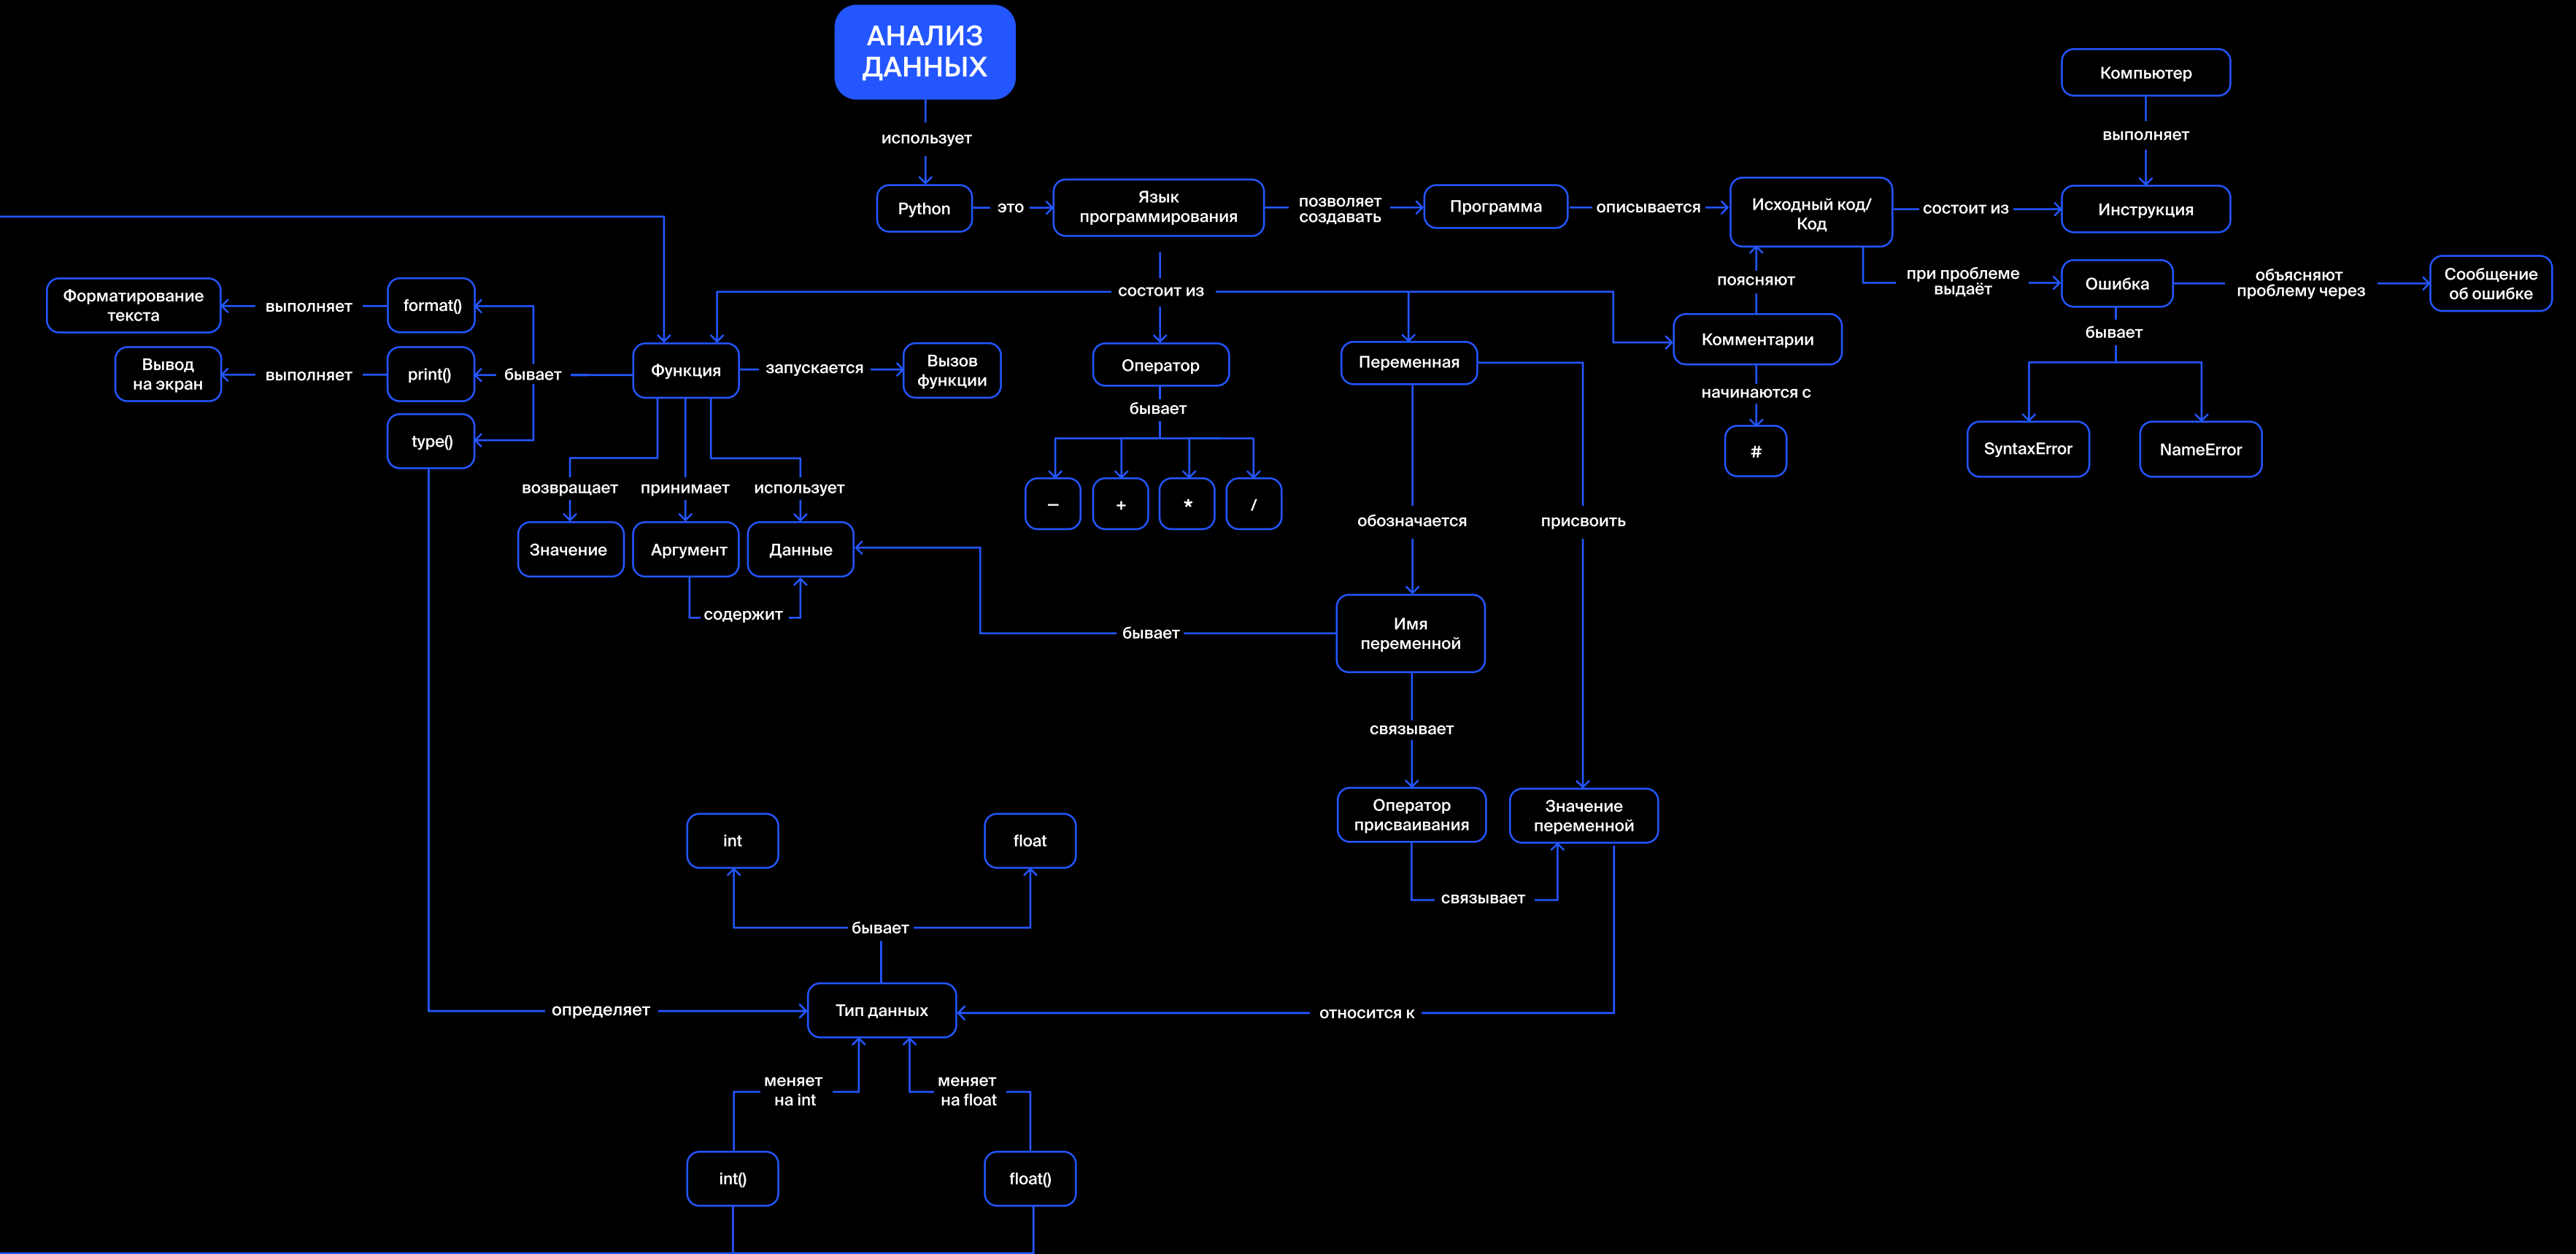 АНАЛИЗ
ДАННЫХ
Компьютер
использует
выполняет
Python
это
Язык
программирования
позволяет
создавать
Программа
описывается
Исходный код/
Код
состоит из
Инструкция
поясняют
при проблеме
выдаёт
Ошибка
объясняют
проблему через
Сообщение
об ошибке
состоит из
Форматирование
текста
выполняет
format()
Вывод
на экран
выполняет
print()
бывает
type()
Функция
запускается
Вызов
функции
Оператор
Переменная
Комментарии
бывает
бывает
начинаются с
#
SyntaxError
NameError
–
+
*
/
возвращает
принимает
использует
Значение
Аргумент
Данные
содержит
обозначается
присвоить
Имя
переменной
бывает
связывает
Оператор
присваивания
Значение
переменной
связывает
int
float
бывает
определяет
Тип данных
относится к
меняет
на int
меняет
на float
int()
float()